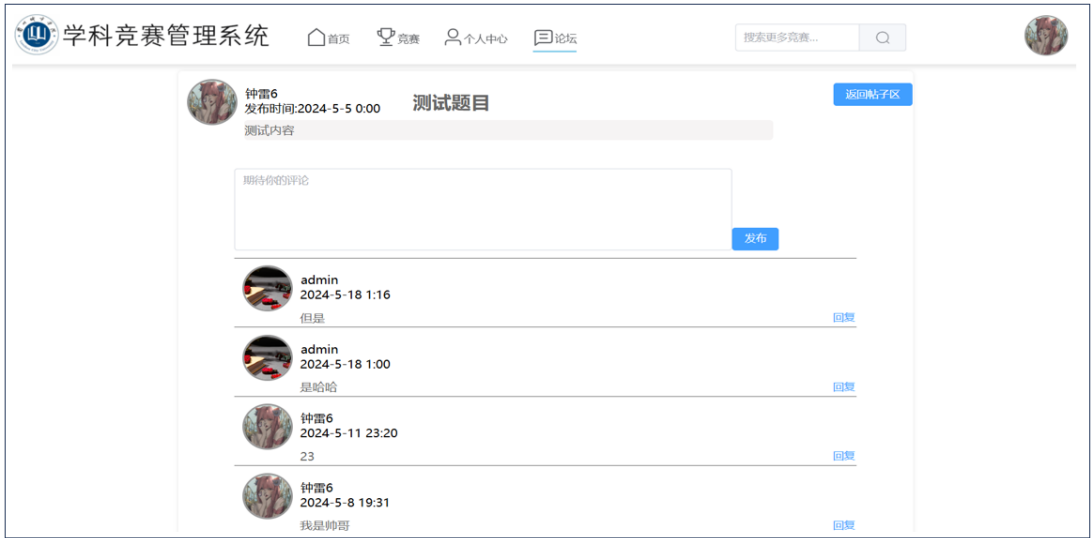 学科竞赛管理系统
首页 竞赛 个人中心 论坛
搜索更多竞赛...
钟雷6
发布时间:2024-5-5 0:00
测试题目
返回帖子区
测试内容
期待你的评论
发布
admin
2024-5-18 1:16
但是
回复
admin
2024-5-18 1:00
是哈哈
回复
钟雷6
2024-5-11 23:20
23
回复
钟雷6
2024-5-8 19:31
我是帅哥
回复